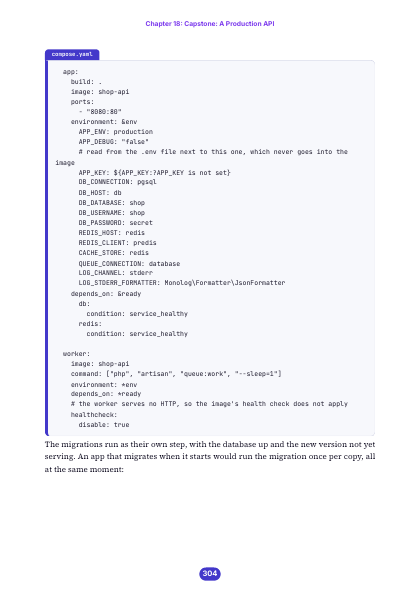 Chapter 18: Capstone: A Production API
compose.yaml
  app:
    build: .
    image: shop-api
    ports:
      - "8080:80"
    environment: &env
      APP_ENV: production
      APP_DEBUG: "false"
      # read from the .env file next to this one, which never goes into the
image
      APP_KEY: ${APP_KEY:?APP_KEY is not set}
      DB_CONNECTION: pgsql
      DB_HOST: db
      DB_DATABASE: shop
      DB_USERNAME: shop
      DB_PASSWORD: secret
      REDIS_HOST: redis
      REDIS_CLIENT: predis
      CACHE_STORE: redis
      QUEUE_CONNECTION: database
      LOG_CHANNEL: stderr
      LOG_STDERR_FORMATTER: Monolog\Formatter\JsonFormatter
    depends_on: &ready
      db:
        condition: service_healthy
      redis:
        condition: service_healthy

  worker:
    image: shop-api
    command: ["php", "artisan", "queue:work", "--sleep=1"]
    environment: *env
    depends_on: *ready
    # the worker serves no HTTP, so the image's health check does not apply
    healthcheck:
      disable: true
The migrations run as their own step, with the database up and the new version not yet
serving. An app that migrates when it starts would run the migration once per copy, all
at the same moment:
304